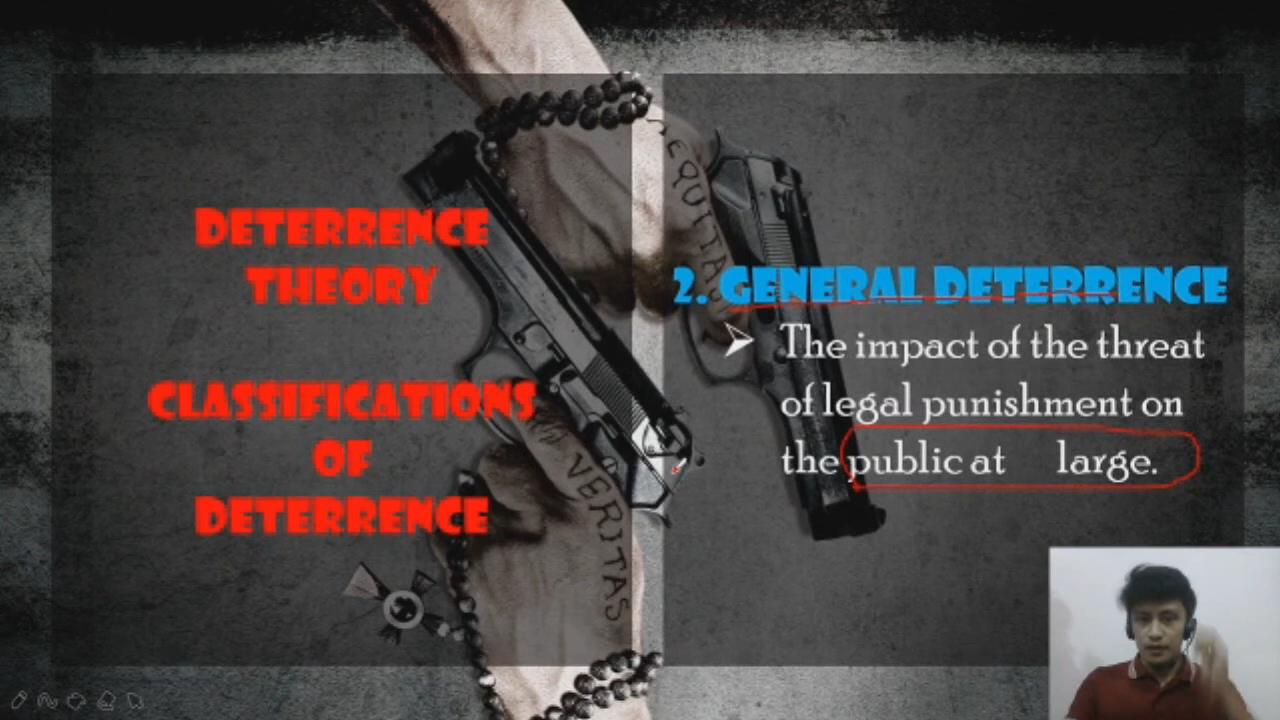 DETERRENCE
THEORY
CLASSIFICATIONS
OF
DETERRENCE
2. GENERAL DETERRENCE
The impact of the threat
of legal punishment on
the public at large.
AEQUITAS
VERITAS